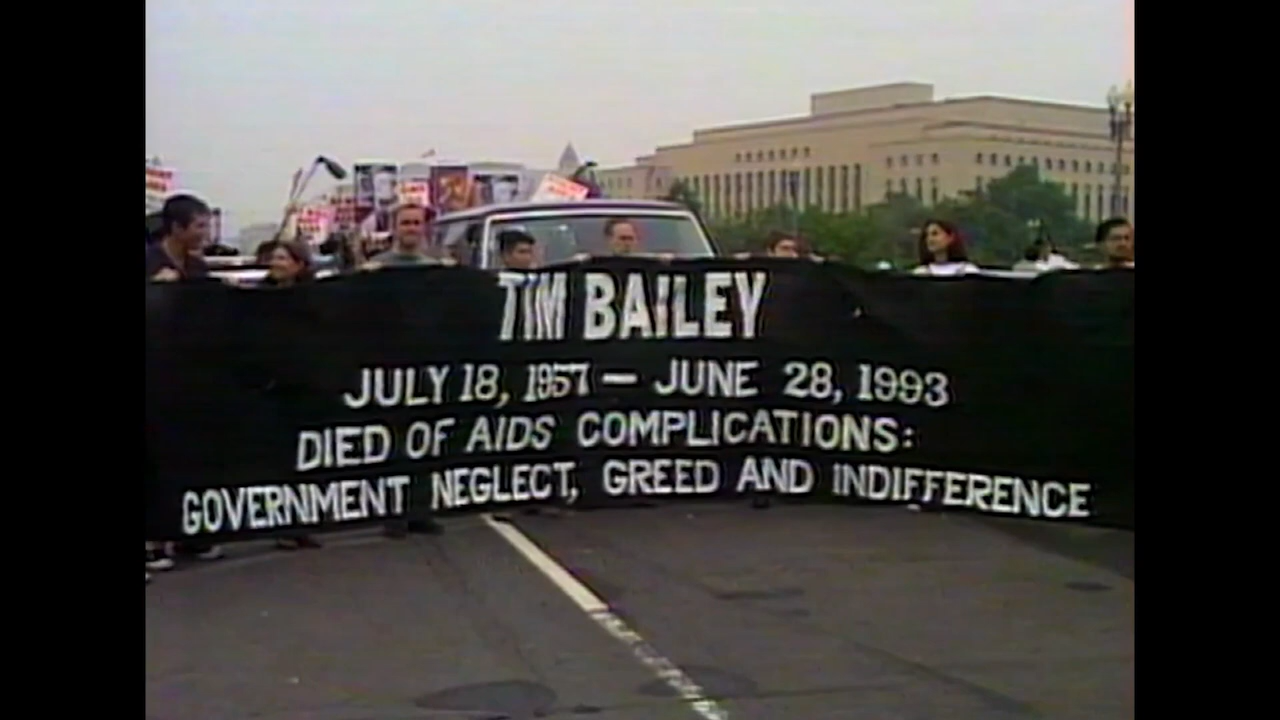 TIM BAILEY
JULY 18, 1957 — JUNE 28, 1993
DIED OF AIDS COMPLICATIONS:
GOVERNMENT NEGLECT, GREED AND INDIFFERENCE